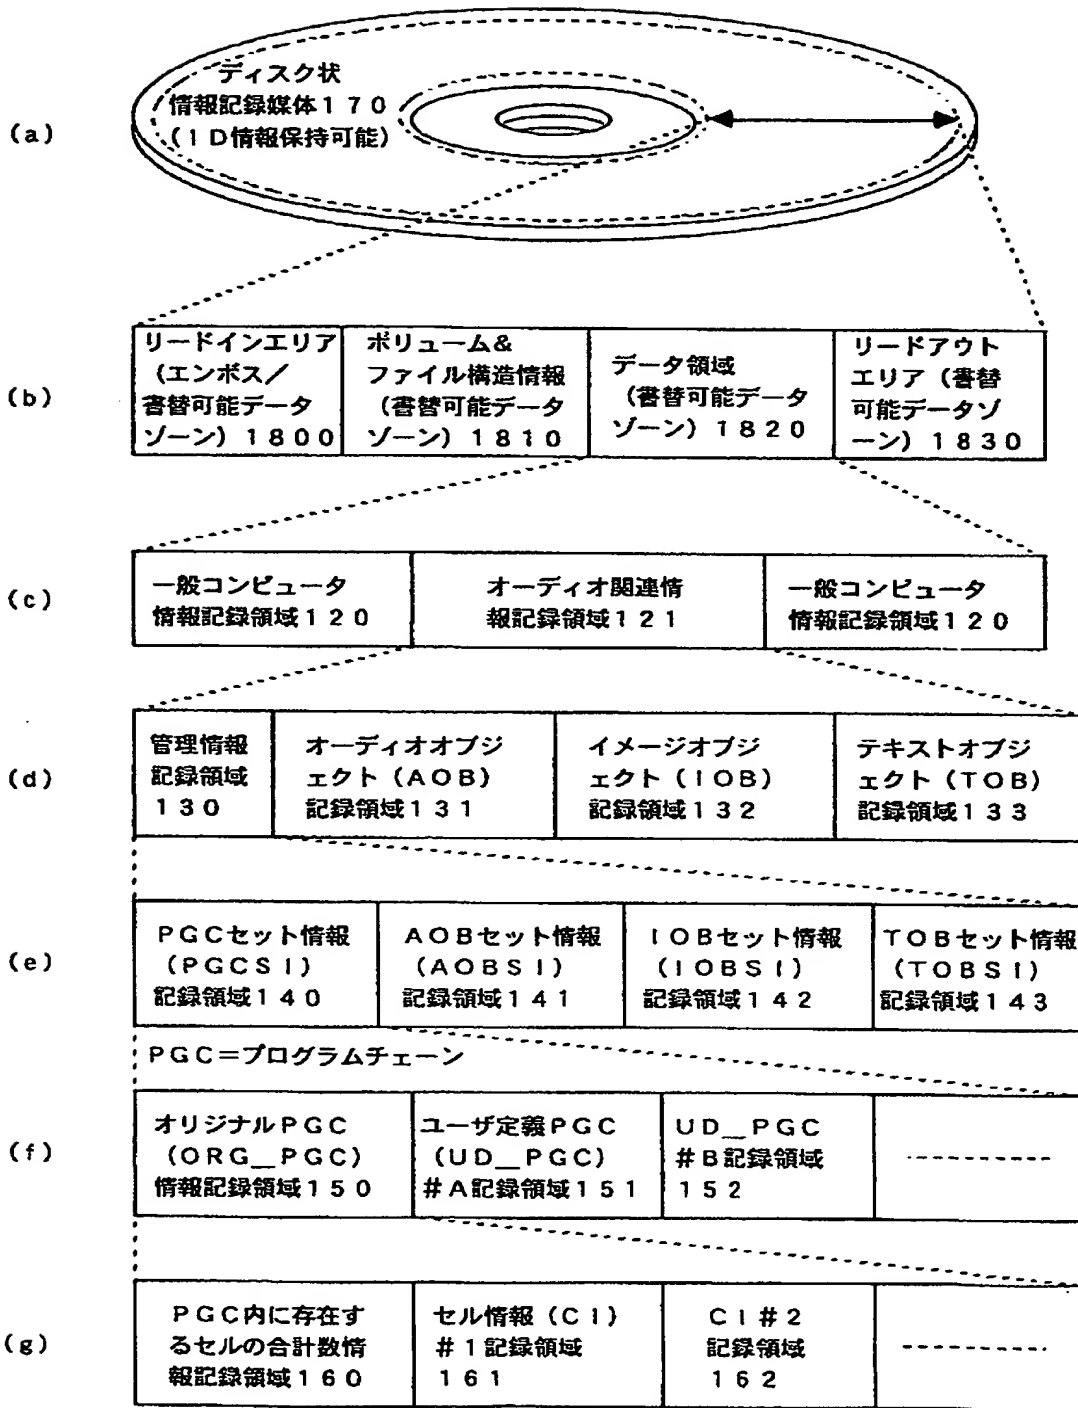 (a)
ディスク状
情報記録媒体170
(ID情報保持可能)
(b)
リードインエリア
(エンボス/
書替可能データ
ゾーン)1800
ボリューム&
ファイル構造情報
(書替可能データ
ゾーン)1810
データ領域
(書替可能データ
ゾーン)1820
リードアウト
エリア(書替
可能データゾ
ーン)1830
(c)
一般コンピュータ
情報記録領域120
オーディオ関連情
報記録領域121
一般コンピュータ
情報記録領域120
(d)
管理情報
記録領域
130
オーディオオブジ
ェクト(AOB)
記録領域131
イメージオブジ
ェクト(IOB)
記録領域132
テキストオブジ
ェクト(TOB)
記録領域133
(e)
PGCセット情報
(PGCSI)
記録領域140
AOBセット情報
(AOBSI)
記録領域141
IOBセット情報
(IOBSI)
記録領域142
TOBセット情報
(TOBSI)
記録領域143
PGC=プログラムチェーン
(f)
オリジナルPGC
(ORG_PGC)
情報記録領域150
ユーザ定義PGC
(UD_PGC)
#A記録領域151
UD_PGC
#B記録領域
152
(g)
PGC内に存在す
るセルの合計数情
報記録領域160
セル情報(CI)
#1記録領域
161
CI#2
記録領域
162